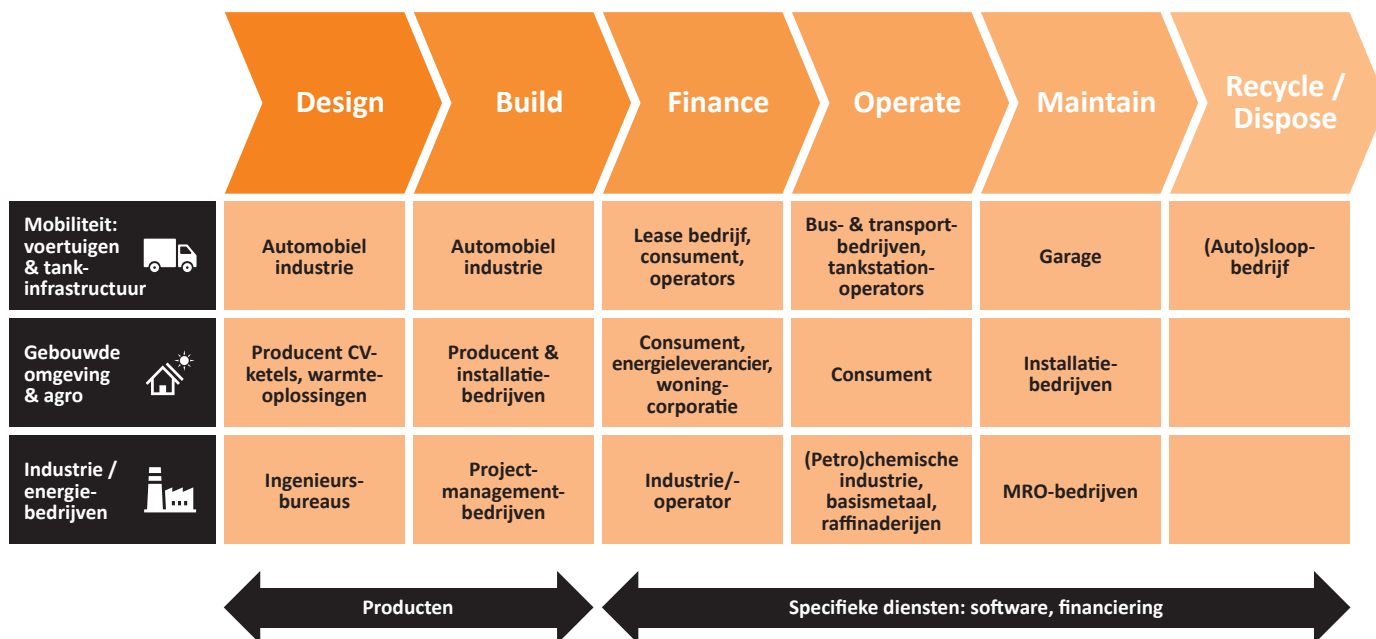 Design
Build
Finance
Operate
Maintain
Recycle /
Dispose
Mobiliteit:
voertuigen
& tank-
infrastructuur
Automobiel
industrie
Automobiel
industrie
Lease bedrijf,
consument,
operators
Bus- & transport-
bedrijven,
tankstation-
operators
Garage
(Auto)sloop-
bedrijf
Gebouwde
omgeving
& agro
Producent CV-
ketels, warmte-
oplossingen
Producent &
installatie-
bedrijven
Consument,
energieleverancier,
woning-
corporatie
Consument
Installatie-
bedrijven
Industrie /
energie-
bedrijven
Ingenieurs-
bureaus
Project-
management-
bedrijven
Industrie/-
operator
(Petro)chemische
industrie,
basismetaal,
raffinaderijen
MRO-bedrijven
Producten
Specifieke diensten: software, financiering